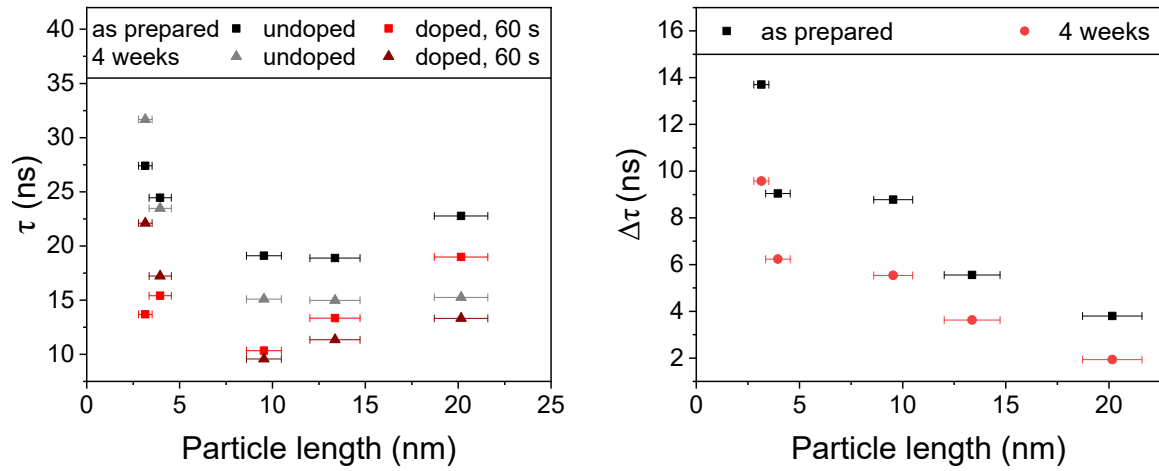 as prepared undoped doped, 60 s
4 weeks undoped doped, 60 s
40
35
30
25
20
15
10
τ (ns)
0 5 10 15 20 25
Particle length (nm)
as prepared 4 weeks
16
14
12
10
8
6
4
2
Δτ (ns)
0 5 10 15 20
Particle length (nm)